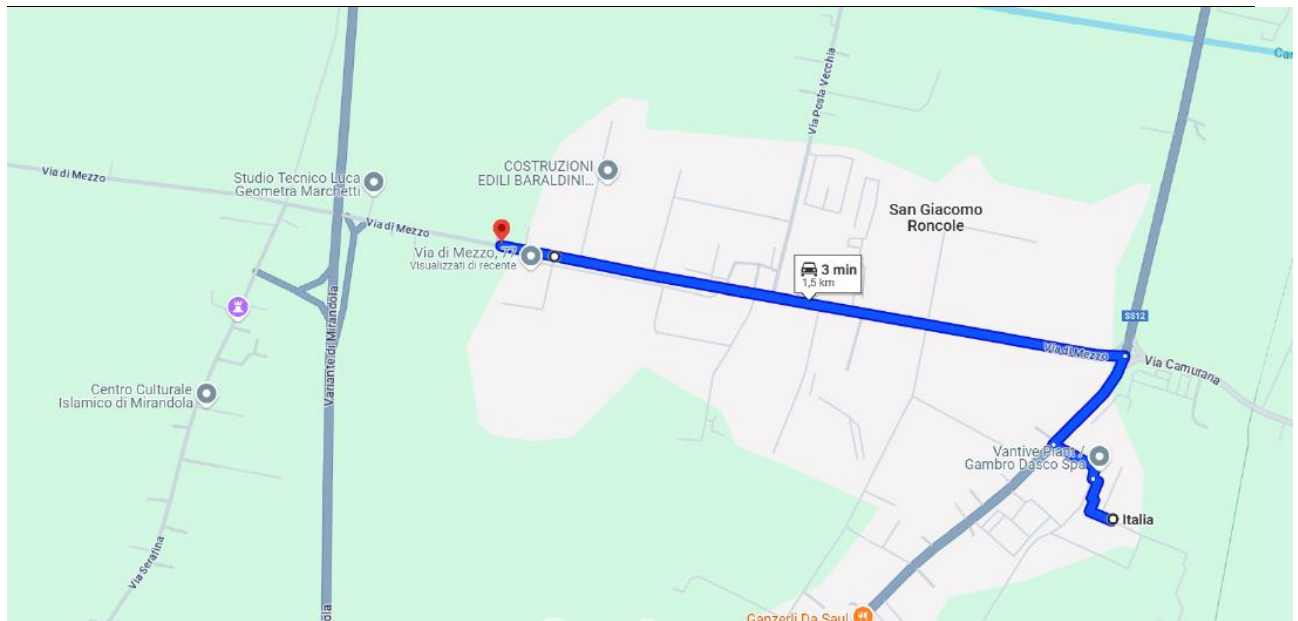 Via Posta Vecchia
Via di Mezzo
Studio Tecnico Luca
Geometra Marchetti
COSTRUZIONI
EDILI BARALDINI...
San Giacomo
Roncole
Via di Mezzo
Via di Mezzo, 77
Visualizzati di recente
3 min
1,5 km
SS12
Via di Mezzo
Via Camurana
Variante di Mirandola
Centro Culturale
Islamico di Mirandola
Vantive Plant /
Gambro Dasco Spa
Italia
Via Serafina
Ganzerli Da Saul